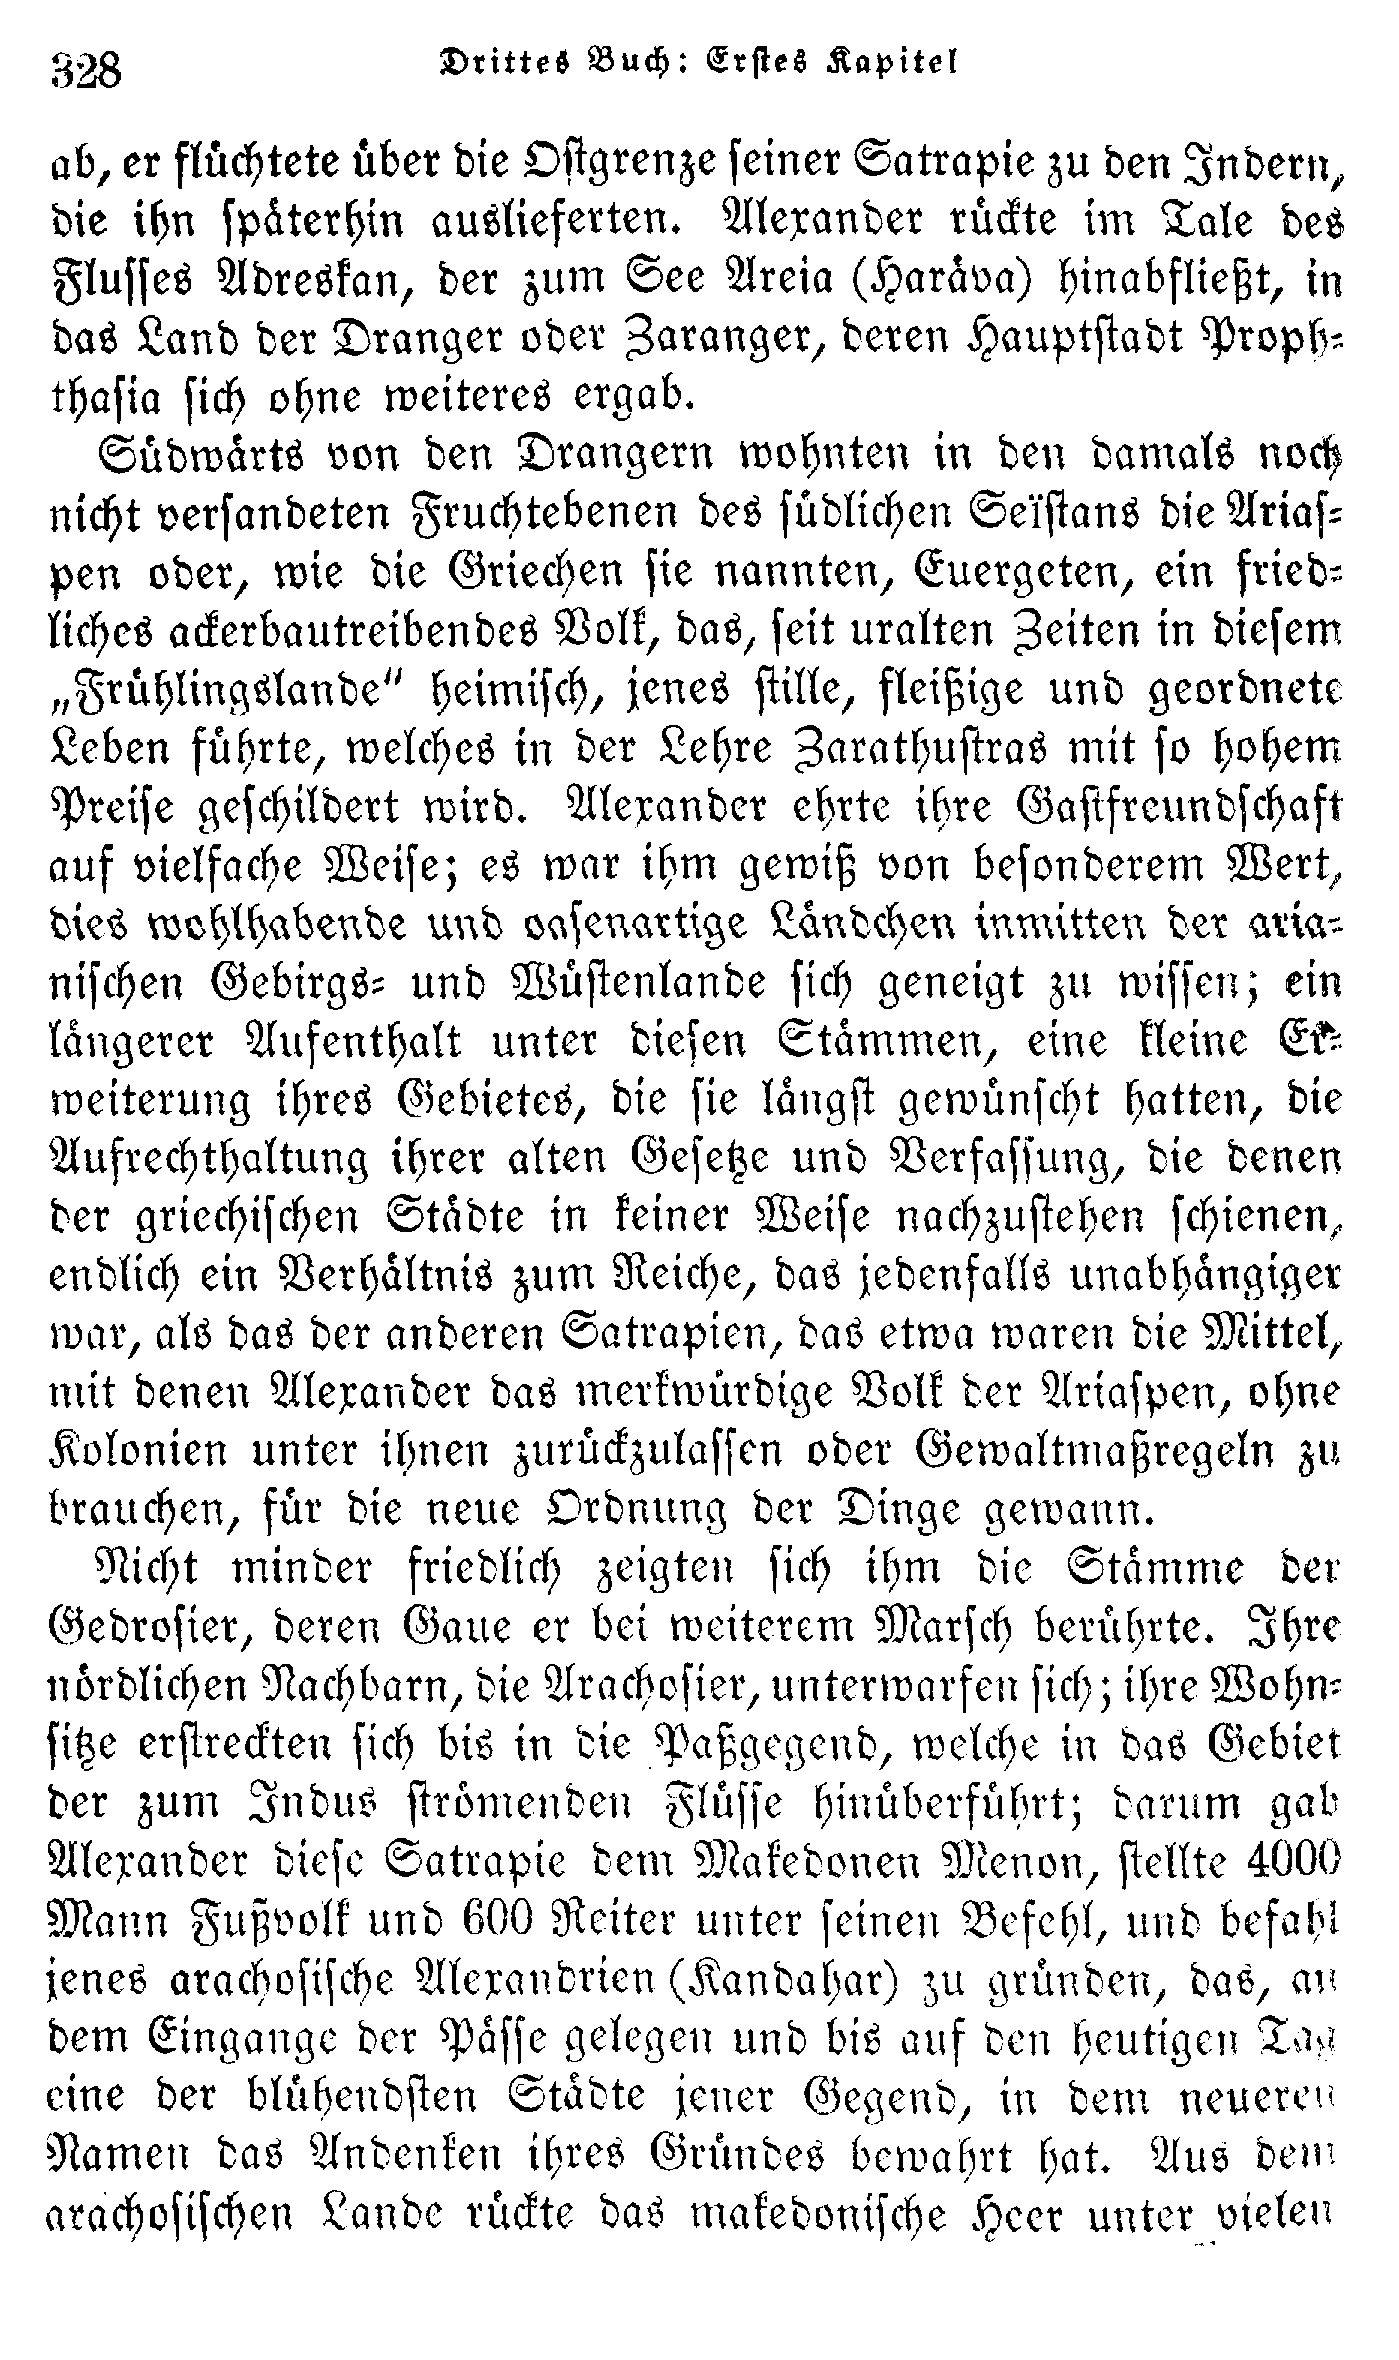 328 Drittes Buch: Erstes Kapitel
ab, er flüchtete über die Ostgrenze seiner Satrapie zu den Indern,
die ihn späterhin auslieferten. Alexander rückte im Tale des
Flusses Adreskan, der zum See Areia (Haráva) hinabfließt, in
das Land der Dranger oder Zaranger, deren Hauptstadt Proph-
thasia sich ohne weiteres ergab.
Südwärts von den Drangern wohnten in den damals noch
nicht versandeten Fruchtebenen des südlichen Seïstans die Arias-
pen oder, wie die Griechen sie nannten, Euergeten, ein fried-
liches ackerbautreibendes Volk, das, seit uralten Zeiten in diesem
„Frühlingslande“ heimisch, jenes stille, fleißige und geordnete
Leben führte, welches in der Lehre Zarathustras mit so hohem
Preise geschildert wird. Alexander ehrte ihre Gastfreundschaft
auf vielfache Weise; es war ihm gewiß von besonderem Wert,
dies wohlhabende und oasenartige Ländchen inmitten der aria-
nischen Gebirgs- und Wüstenlande sich geneigt zu wissen; ein
längerer Aufenthalt unter diesen Stämmen, eine kleine Er-
weiterung ihres Gebietes, die sie längst gewünscht hatten, die
Aufrechthaltung ihrer alten Gesetze und Verfassung, die denen
der griechischen Städte in keiner Weise nachzustehen schienen,
endlich ein Verhältnis zum Reiche, das jedenfalls unabhängiger
war, als das der anderen Satrapien, das etwa waren die Mittel,
mit denen Alexander das merkwürdige Volk der Ariaspen, ohne
Kolonien unter ihnen zurückzulassen oder Gewaltmaßregeln zu
brauchen, für die neue Ordnung der Dinge gewann.
Nicht minder friedlich zeigten sich ihm die Stämme der
Gedrosier, deren Gaue er bei weiterem Marsch berührte. Ihre
nördlichen Nachbarn, die Arachosier, unterwarfen sich; ihre Wohn-
sitze erstreckten sich bis in die Paßgegend, welche in das Gebiet
der zum Indus strömenden Flüsse hinüberführt; darum gab
Alexander diese Satrapie dem Makedonen Menon, stellte 4000
Mann Fußvolk und 600 Reiter unter seinen Befehl, und befahl
jenes arachosische Alexandrien (Kandahar) zu gründen, das, an
dem Eingange der Pässe gelegen und bis auf den heutigen Tag
eine der blühendsten Städte jener Gegend, in dem neueren
Namen das Andenken ihres Gründes bewahrt hat. Aus dem
arachosischen Lande rückte das makedonische Heer unter vielen